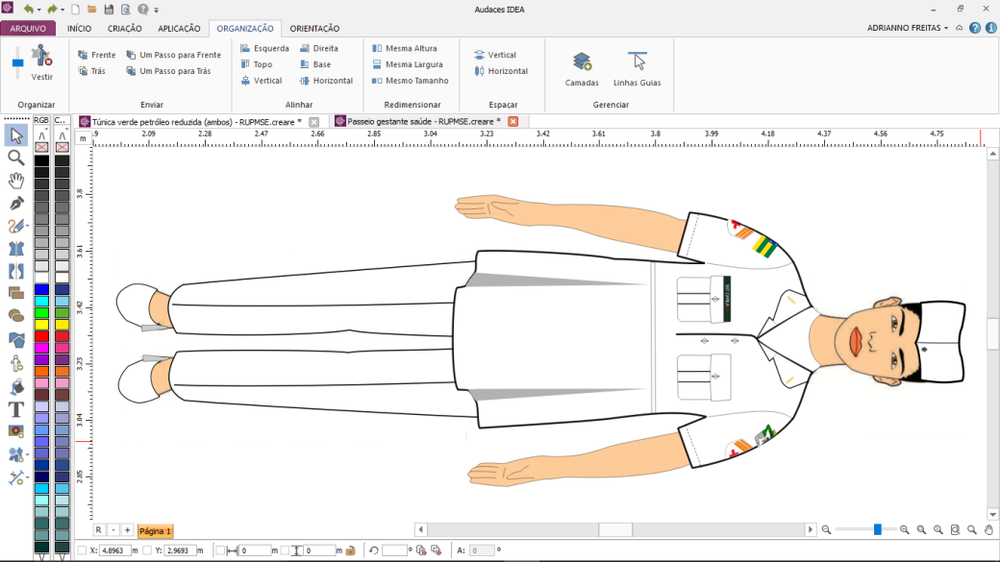 Audaces IDEA
ARQUIVO INÍCIO CRIAÇÃO APLICAÇÃO ORGANIZAÇÃO ORIENTAÇÃO ADRIANNO FREITAS
Vestir
Organizar
Frente Um Passo para Frente
Trás Um Passo para Trás
Enviar
Esquerda Direita
Topo Base
Vertical Horizontal
Alinhar
Mesma Altura
Mesma Largura
Mesmo Tamanho
Redimensionar
Vertical
Horizontal
Espaçar
Camadas Linhas Guias
Gerenciar
RGB C...
Túnica verde petróleo reduzida (ambos) - RUPMSE.creare * Passeio gestante saúde - RUPMSE.creare *
m .9 2.09 2.28 2.47 2.66 2.85 3.04 3.23 3.42 3.61 3.8 3.99 4.18 4.37 4.56 4.75
3.8
3.61
3.42
3.23
3.04
2.85
R - + Página 1
X: 4.8963 m Y: 2.9693 m 0 m 0 m º A: 0 º